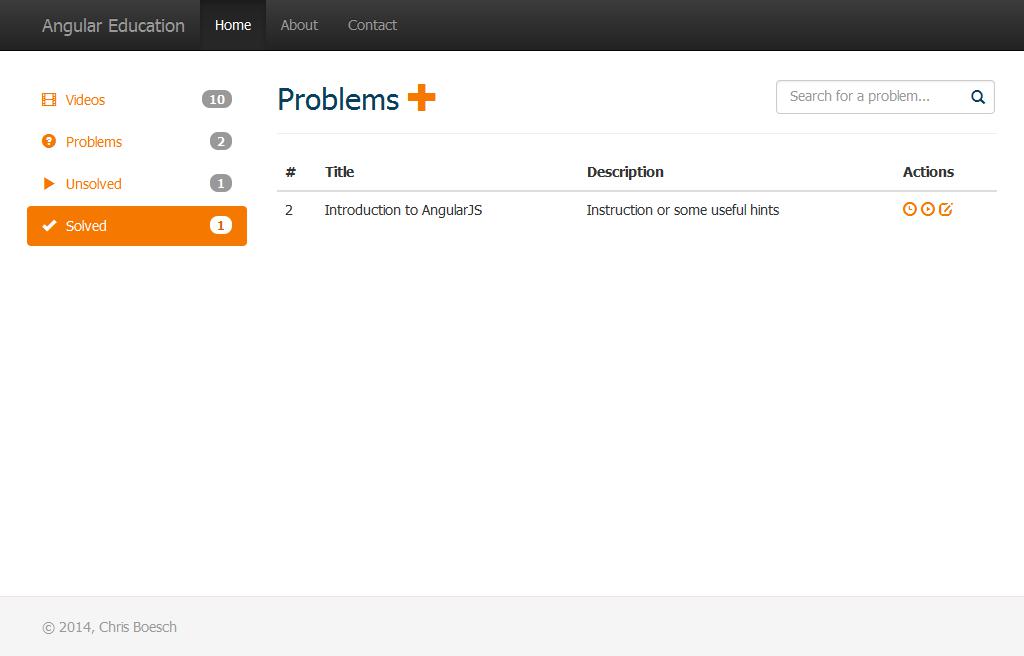 Angular Education Home About Contact
Videos 10
Problems 2
Unsolved 1
Solved 1
Problems
Search for a problem...
# Title Description Actions
2 Introduction to AngularJS Instruction or some useful hints
© 2014, Chris Boesch